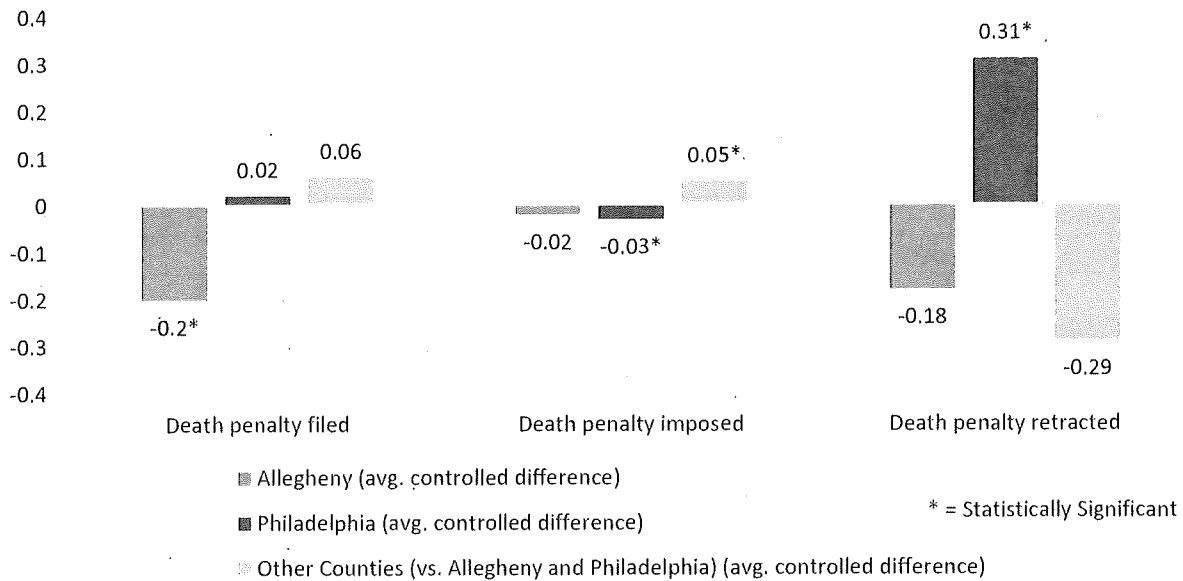 0.4
0.3
0.2
0.1
0
-0.1
-0.2
-0.3
-0.4
-0.2*
0.02
0.06
-0.02
-0.03*
0.05*
-0.18
0.31*
-0.29
Death penalty filed
Death penalty imposed
Death penalty retracted
Allegheny (avg. controlled difference)
Philadelphia (avg. controlled difference)
Other Counties (vs. Allegheny and Philadelphia) (avg. controlled difference)
* = Statistically Significant